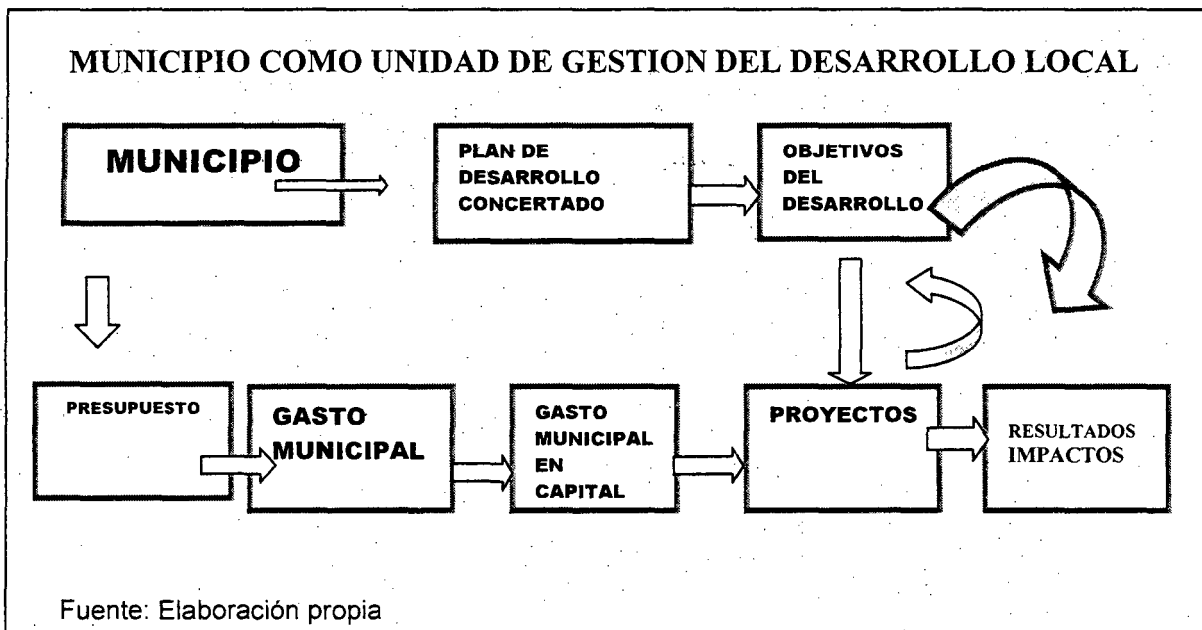 MUNICIPIO COMO UNIDAD DE GESTION DEL DESARROLLO LOCAL
MUNICIPIO
PLAN DE
DESARROLLO
CONCERTADO
OBJETIVOS
DEL
DESARROLLO
PRESUPUESTO
GASTO
MUNICIPAL
GASTO
MUNICIPAL
EN
CAPITAL
PROYECTOS
RESULTADOS
IMPACTOS
Fuente: Elaboración propia